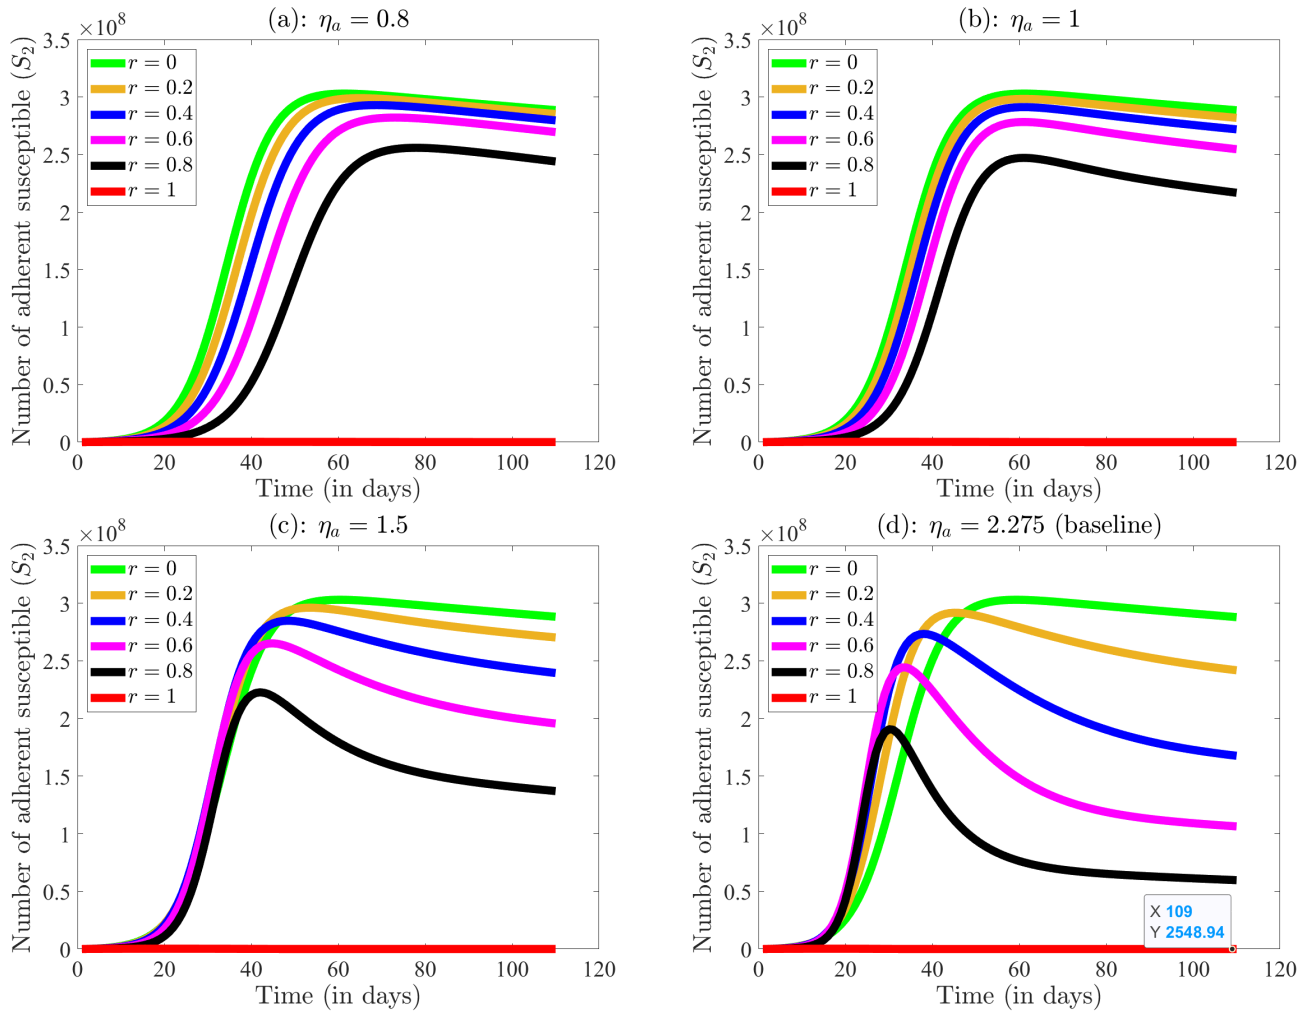 (a): ηa = 0.8
×10^8
Number of adherent susceptible (S2)
3.5
3
2.5
2
1.5
1
0.5
0
r = 0
r = 0.2
r = 0.4
r = 0.6
r = 0.8
r = 1
0 20 40 60 80 100 120
Time (in days)
(b): ηa = 1
×10^8
Number of adherent susceptible (S2)
3.5
3
2.5
2
1.5
1
0.5
0
r = 0
r = 0.2
r = 0.4
r = 0.6
r = 0.8
r = 1
0 20 40 60 80 100 120
Time (in days)
(c): ηa = 1.5
×10^8
Number of adherent susceptible (S2)
3.5
3
2.5
2
1.5
1
0.5
0
r = 0
r = 0.2
r = 0.4
r = 0.6
r = 0.8
r = 1
0 20 40 60 80 100 120
Time (in days)
(d): ηa = 2.275 (baseline)
×10^8
Number of adherent susceptible (S2)
3.5
3
2.5
2
1.5
1
0.5
0
r = 0
r = 0.2
r = 0.4
r = 0.6
r = 0.8
r = 1
X 109
Y 2548.94
0 20 40 60 80 100 120
Time (in days)